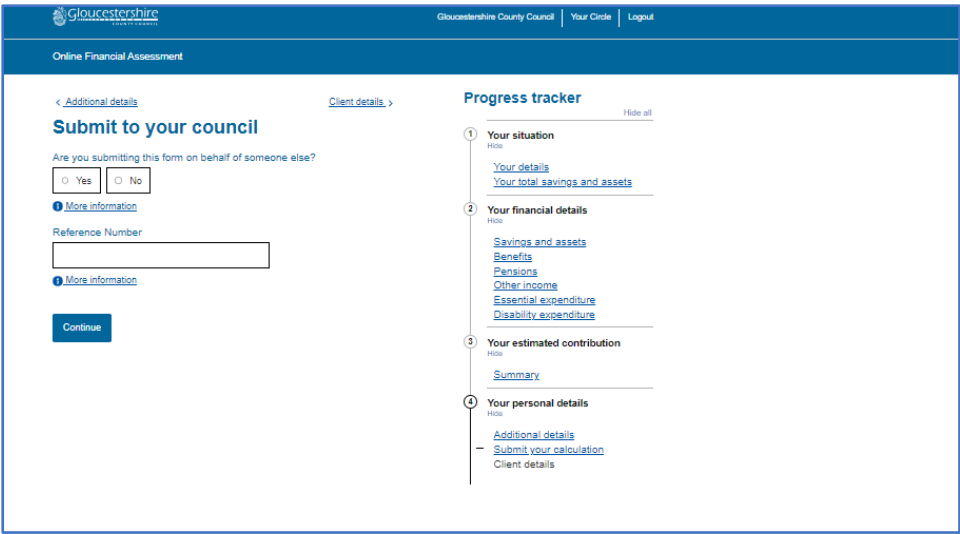 Gloucestershire
COUNTY COUNCIL
Gloucestershire County Council Your Circle Logout
Online Financial Assessment
< Additional details
Client details >
Submit to your council
Are you submitting this form on behalf of someone else?
Yes No
More information
Reference Number
More information
Continue
Progress tracker
Hide all
1 Your situation
Hide
Your details
Your total savings and assets
2 Your financial details
Hide
Savings and assets
Benefits
Pensions
Other income
Essential expenditure
Disability expenditure
3 Your estimated contribution
Hide
Summary
4 Your personal details
Hide
Additional details
Submit your calculation
Client details